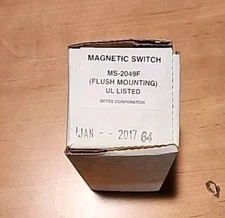 MAGNETIC SWITCH
MS-2049F
(FLUSH MOUNTING)
UL LISTED
DETEX CORPORATION
JAN -- 2017 64